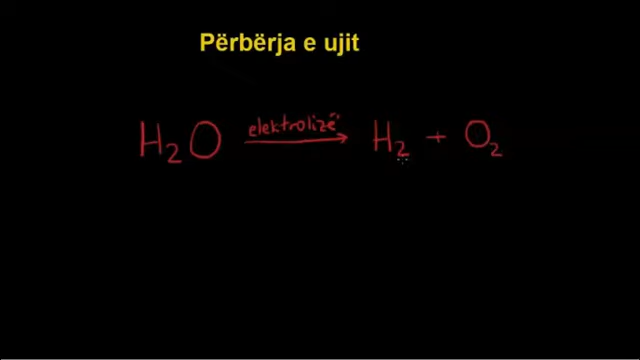 Përbërja e ujit
elektrolizë
H₂O → H₂ + O₂